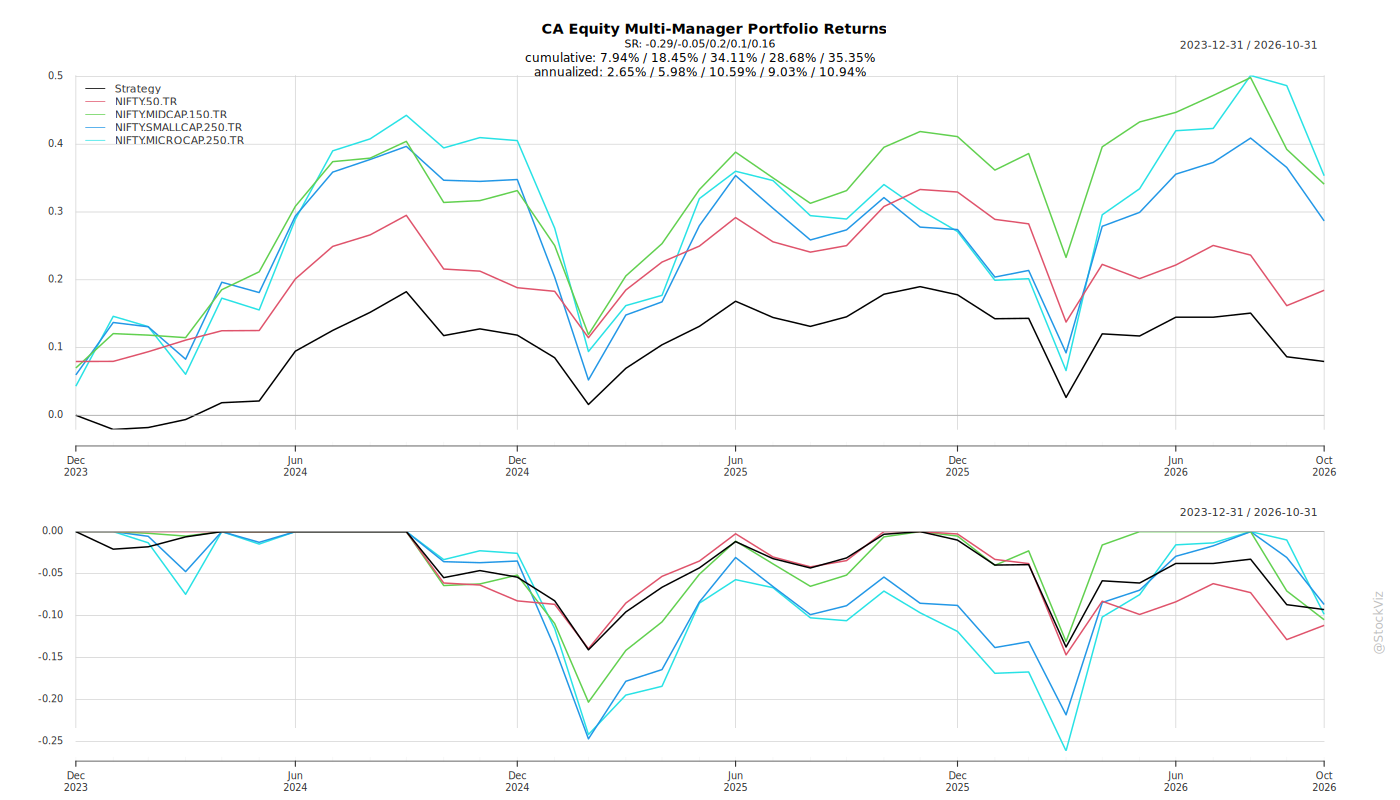 CA Equity Multi-Manager Portfolio Returns
SR: -0.29/-0.05/0.2/0.1/0.16
2023-12-31 / 2026-10-31
cumulative: 7.94% / 18.45% / 34.11% / 28.68% / 35.35%
annualized: 2.65% / 5.98% / 10.59% / 9.03% / 10.94%
0.5
Strategy
NIFTY.50.TR
NIFTY.MIDCAP.150.TR
NIFTY.SMALLCAP.250.TR
NIFTY.MICROCAP.250.TR
0.4
0.3
0.2
0.1
0.0
Dec Jun Dec Jun Dec Jun Oct
2023 2024 2024 2025 2025 2026 2026
2023-12-31 / 2026-10-31
0.00
-0.05
-0.10
-0.15
-0.20
-0.25
Dec Jun Dec Jun Dec Jun Oct
2023 2024 2024 2025 2025 2026 2026
@StockViz